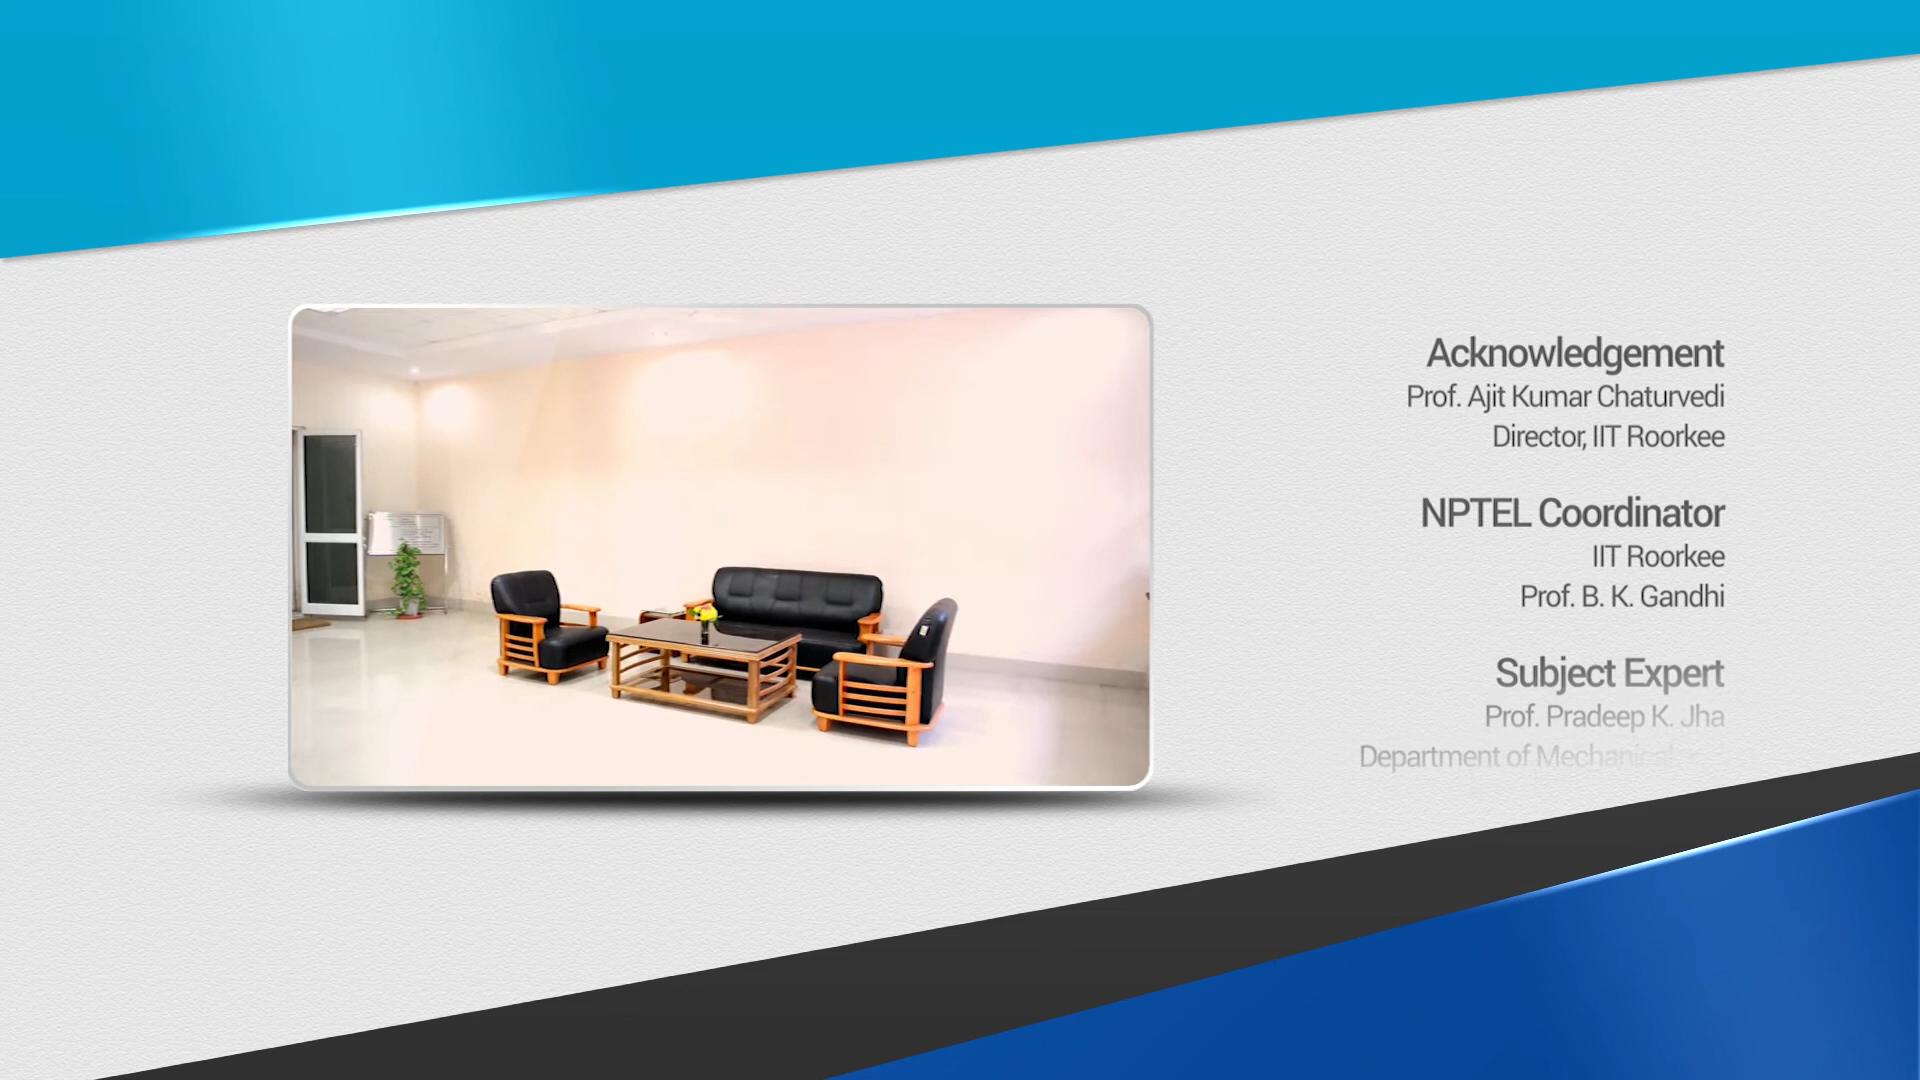 Acknowledgement
Prof. Ajit Kumar Chaturvedi
Director, IIT Roorkee
NPTEL Coordinator
IIT Roorkee
Prof. B. K. Gandhi
Subject Expert
Prof. Pradeep K. Jha
Department of Mechanical